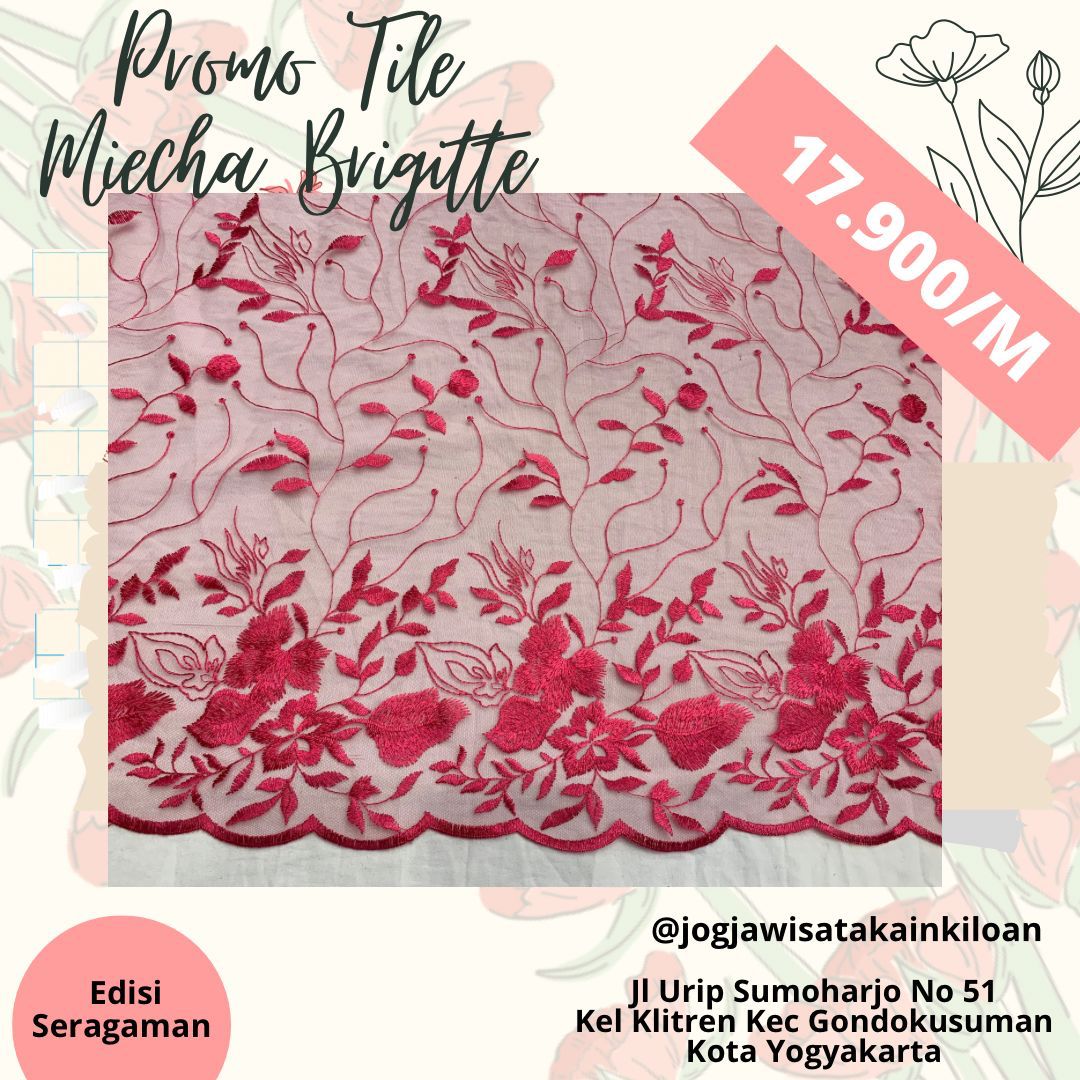 Promo Tile
Miecha Brigitte
17.900/M
@jogjawisatakainkiloan
Edisi
Seragaman
Jl Urip Sumoharjo No 51
Kel Klitren Kec Gondokusuman
Kota Yogyakarta